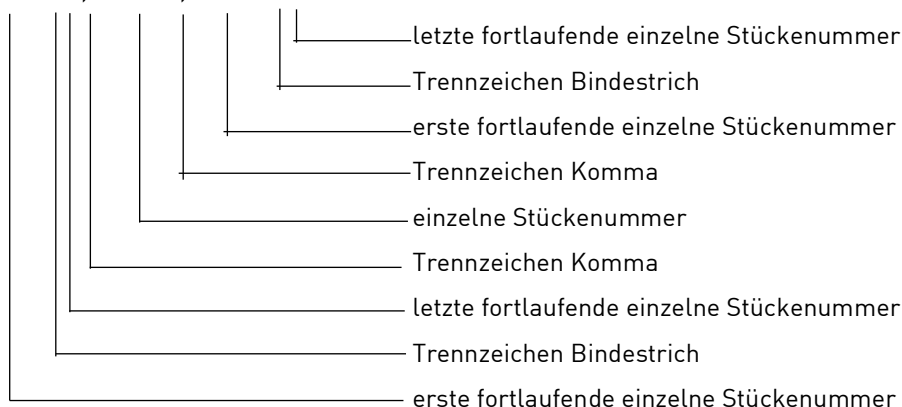 letzte fortlaufende einzelne Stückenummer
Trennzeichen Bindestrich
erste fortlaufende einzelne Stückenummer
Trennzeichen Komma
einzelne Stückenummer
Trennzeichen Komma
letzte fortlaufende einzelne Stückenummer
Trennzeichen Bindestrich
erste fortlaufende einzelne Stückenummer